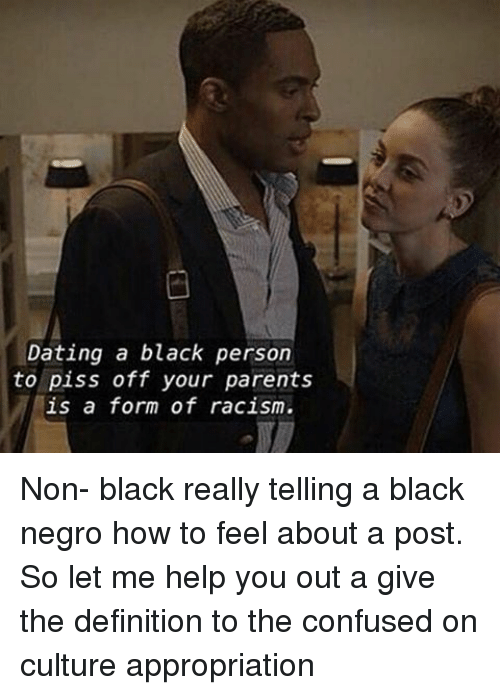 Dating a black person
to piss off your parents
is a form of racism.
Non- black really telling a black
negro how to feel about a post.
So let me help you out a give
the definition to the confused on
culture appropriation